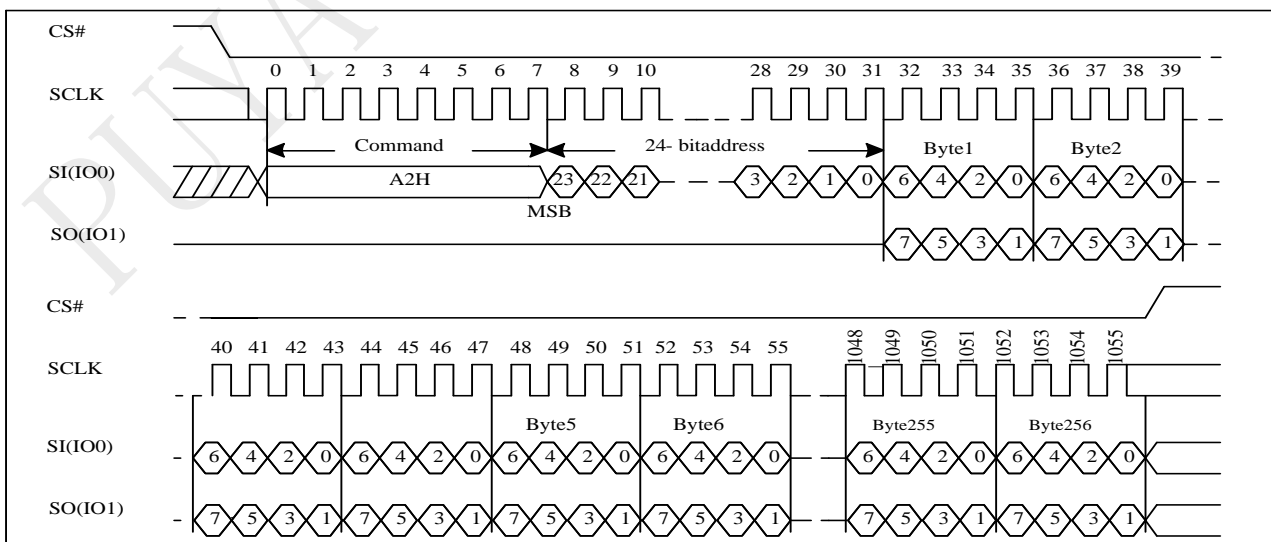 PUYA
CS#
0 1 2 3 4 5 6 7 8 9 10 28 29 30 31 32 33 34 35 36 37 38 39
SCLK
Command 24- bitaddress Byte1 Byte2
SI(IO0) A2H 23 22 21 3 2 1 0 6 4 2 0 6 4 2 0
MSB
SO(IO1) 7 5 3 1 7 5 3 1
CS#
40 41 42 43 44 45 46 47 48 49 50 51 52 53 54 55 1048 1049 1050 1051 1052 1053 1054 1055
SCLK
Byte5 Byte6 Byte255 Byte256
SI(IO0) 6 4 2 0 6 4 2 0 6 4 2 0 6 4 2 0 6 4 2 0 6 4 2 0
SO(IO1) 7 5 3 1 7 5 3 1 7 5 3 1 7 5 3 1 7 5 3 1 7 5 3 1